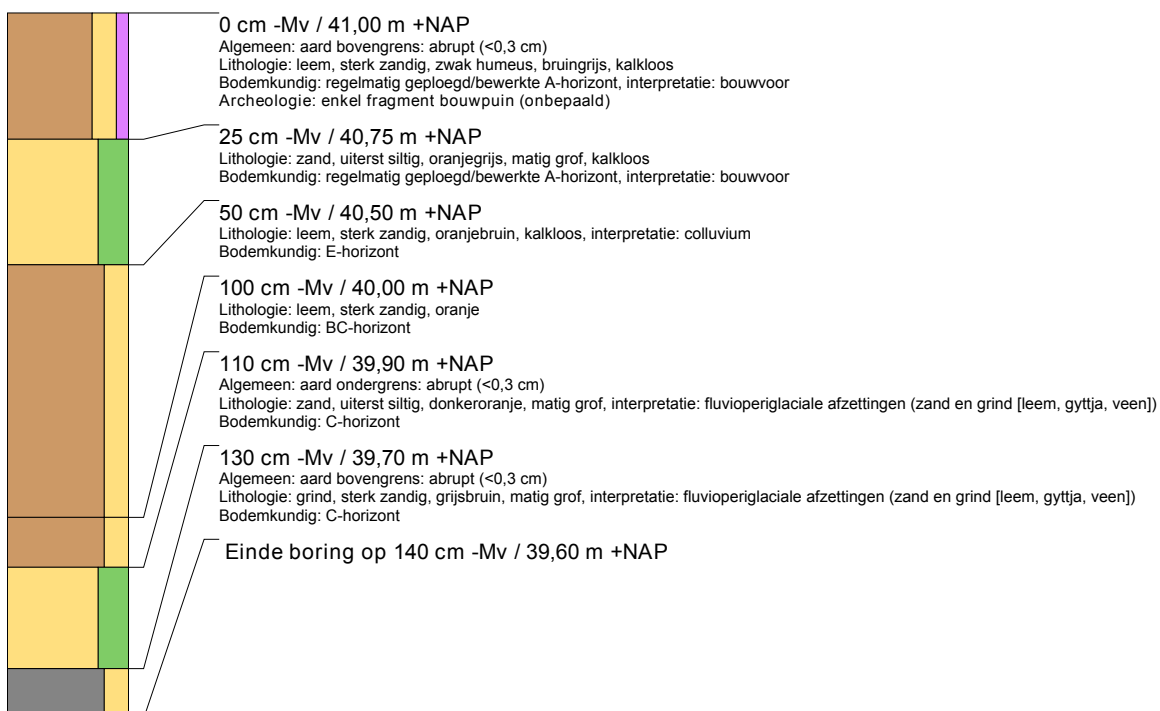 0 cm -Mv / 41,00 m +NAP
Algemeen: aard bovengrens: abrupt (<0,3 cm)
Lithologie: leem, sterk zandig, zwak humeus, bruingrijs, kalkloos
Bodemkundig: regelmatig geploegd/bewerkte A-horizont, interpretatie: bouwvoor
Archeologie: enkel fragment bouwpuin (onbepaald)
25 cm -Mv / 40,75 m +NAP
Lithologie: zand, uiterst siltig, oranjegrijs, matig grof, kalkloos
Bodemkundig: regelmatig geploegd/bewerkte A-horizont, interpretatie: bouwvoor
50 cm -Mv / 40,50 m +NAP
Lithologie: leem, sterk zandig, oranjebruin, kalkloos, interpretatie: colluvium
Bodemkundig: E-horizont
100 cm -Mv / 40,00 m +NAP
Lithologie: leem, sterk zandig, oranje
Bodemkundig: BC-horizont
110 cm -Mv / 39,90 m +NAP
Algemeen: aard ondergrens: abrupt (<0,3 cm)
Lithologie: zand, uiterst siltig, donkeroranje, matig grof, interpretatie: fluvioperiglaciale afzettingen (zand en grind [leem, gyttja, veen])
Bodemkundig: C-horizont
130 cm -Mv / 39,70 m +NAP
Algemeen: aard bovengrens: abrupt (<0,3 cm)
Lithologie: grind, sterk zandig, grijsbruin, matig grof, interpretatie: fluvioperiglaciale afzettingen (zand en grind [leem, gyttja, veen])
Bodemkundig: C-horizont
Einde boring op 140 cm -Mv / 39,60 m +NAP